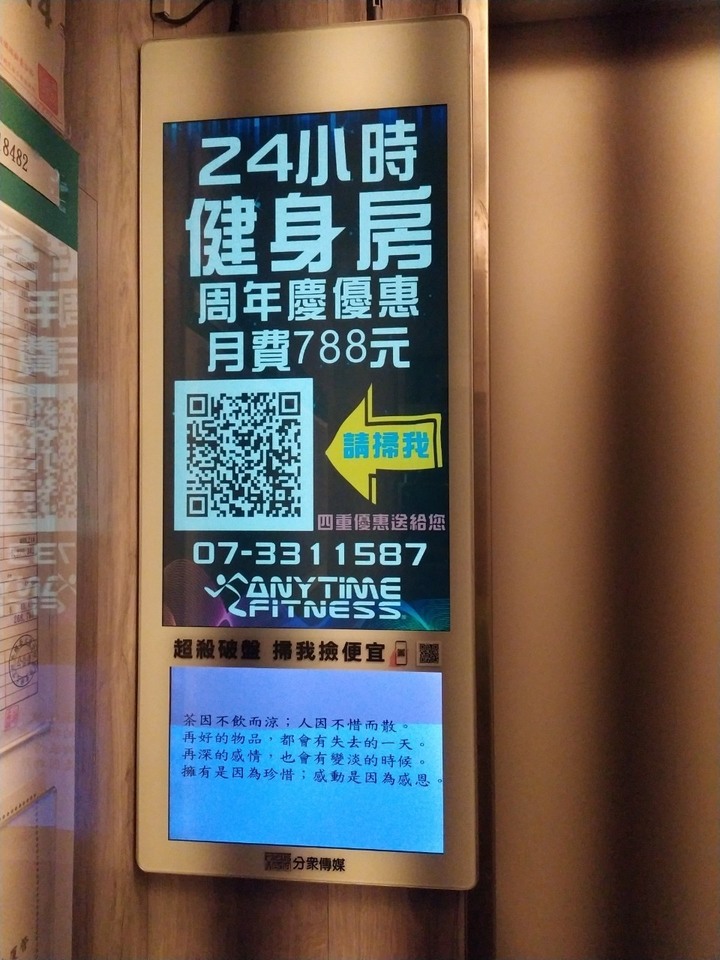 8482
24小時
健身房
周年慶優惠
月費788元
請掃我
四重優惠送給您
07-3311587
ANYTIME
FITNESS
超殺破盤 掃我撿便宜
茶因不飲而涼；人因不惜而散。
再好的物品，都會有失去的一天。
再深的感情，也會有變淡的時候。
擁有是因為珍惜；感動是因為感恩。
分衆傳媒